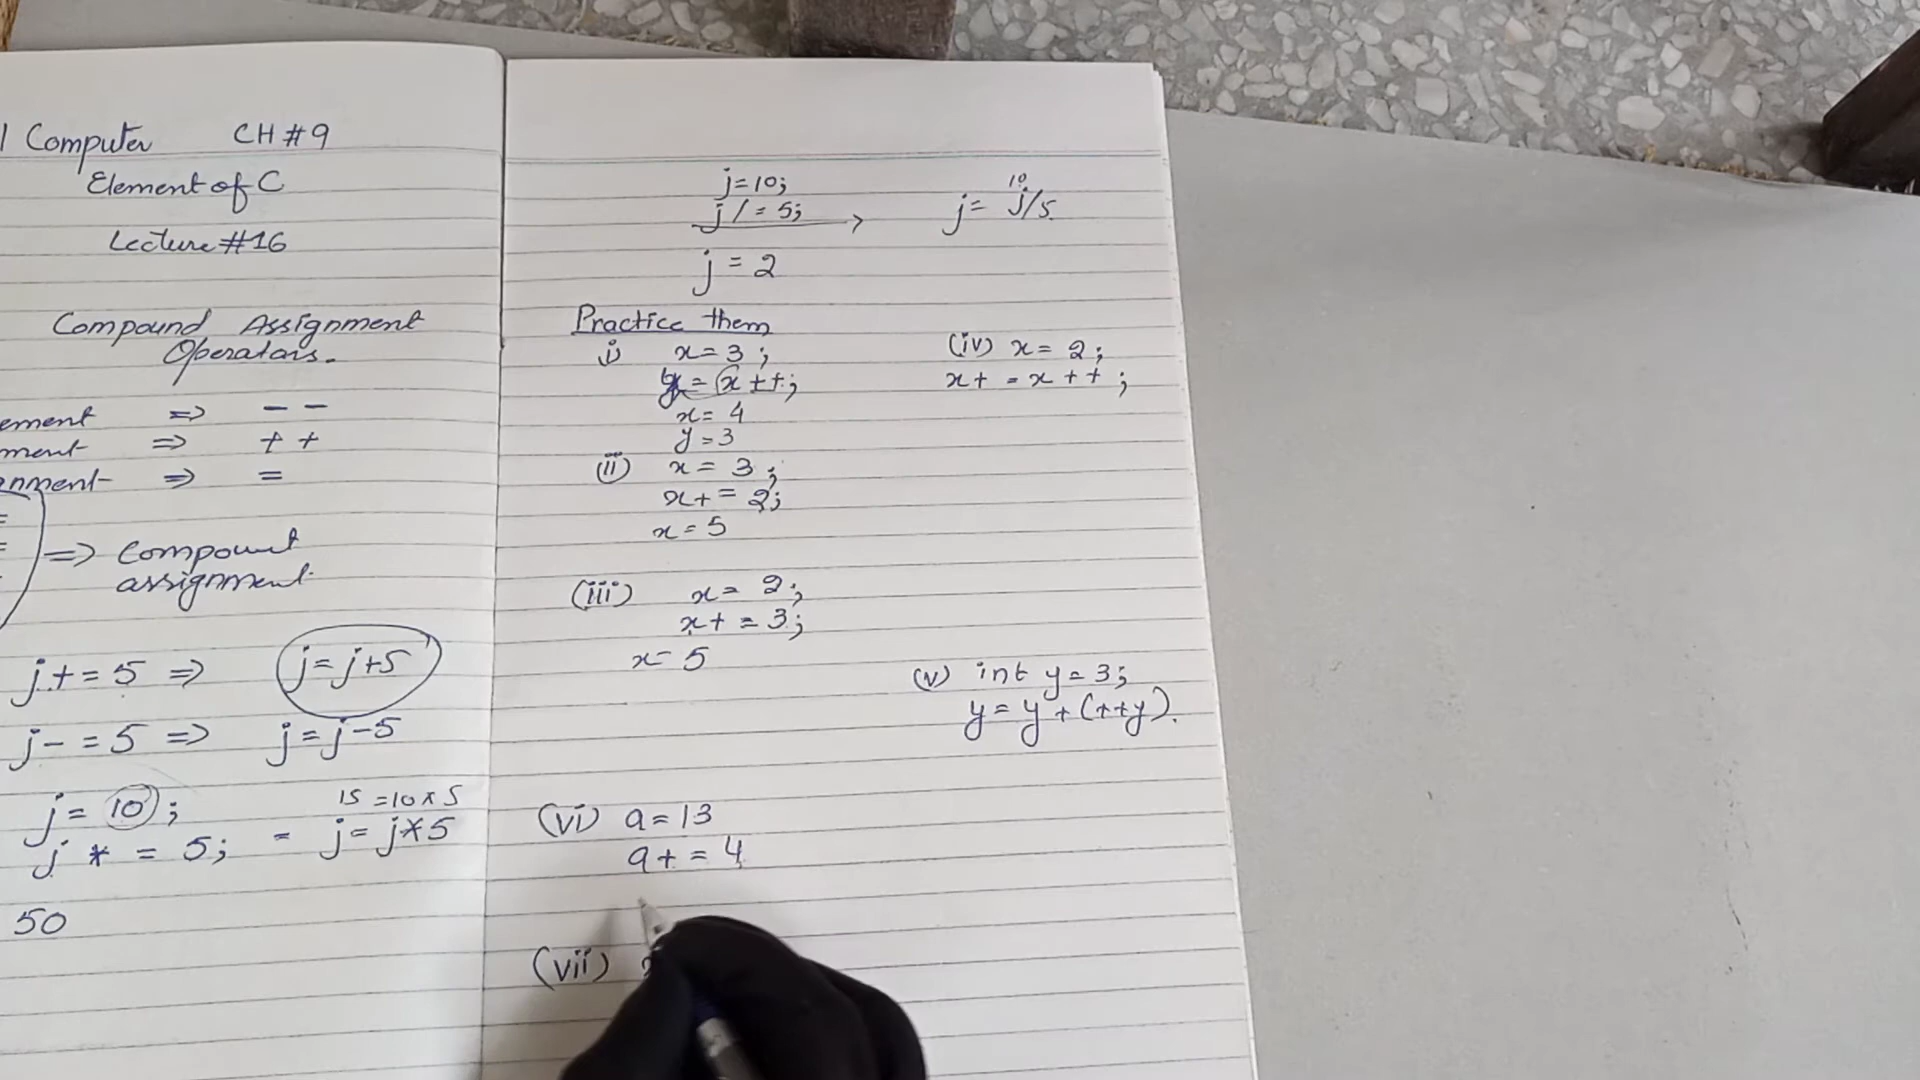 1 Computer CH#9
Element of C
Lecture#16
Compound Assignment
Operators.
ement => --
ment => ++
nment => =
=> Compount
assignment.
j+=5 => j=j+5
j-=5 => j=j-5
j=10; 15=10*5
j*=5; = j=j*5
50
j=10;
j/=5; →
j=2
10
j=j/5.
Practice them
(i) x=3;
y=x++;
x=4
y=3
(ii) x=3;
x+=2;
x=5
(iii) x=2;
x+=3;
x=5
(iv) x=2;
x+=x++;
(v) int y=3;
y=y+(++y).
(vi) a=13
a+=4
(vii)